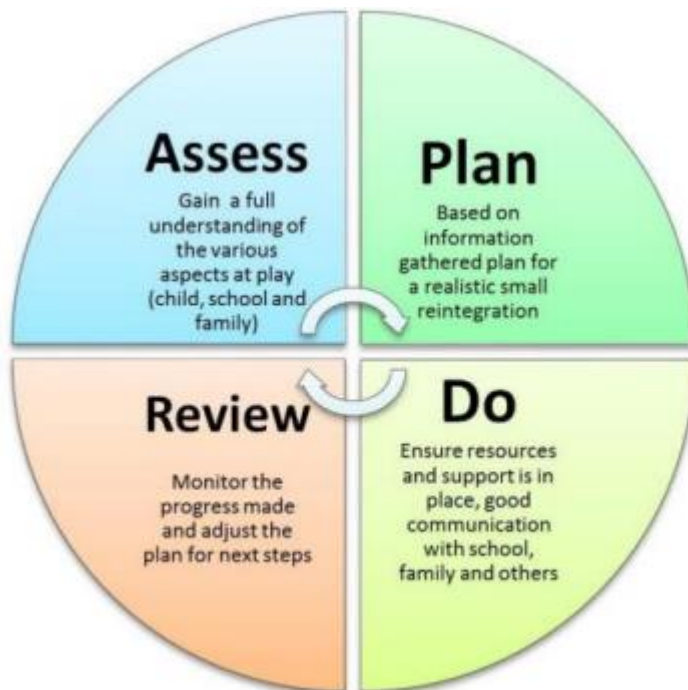 Assess
Gain a full
understanding of
the various
aspects at play
(child, school and
family)
Plan
Based on
information
gathered plan for
a realistic small
reintegration
Review
Monitor the
progress made
and adjust the
plan for next steps
Do
Ensure resources
and support is in
place, good
communication
with school,
family and others